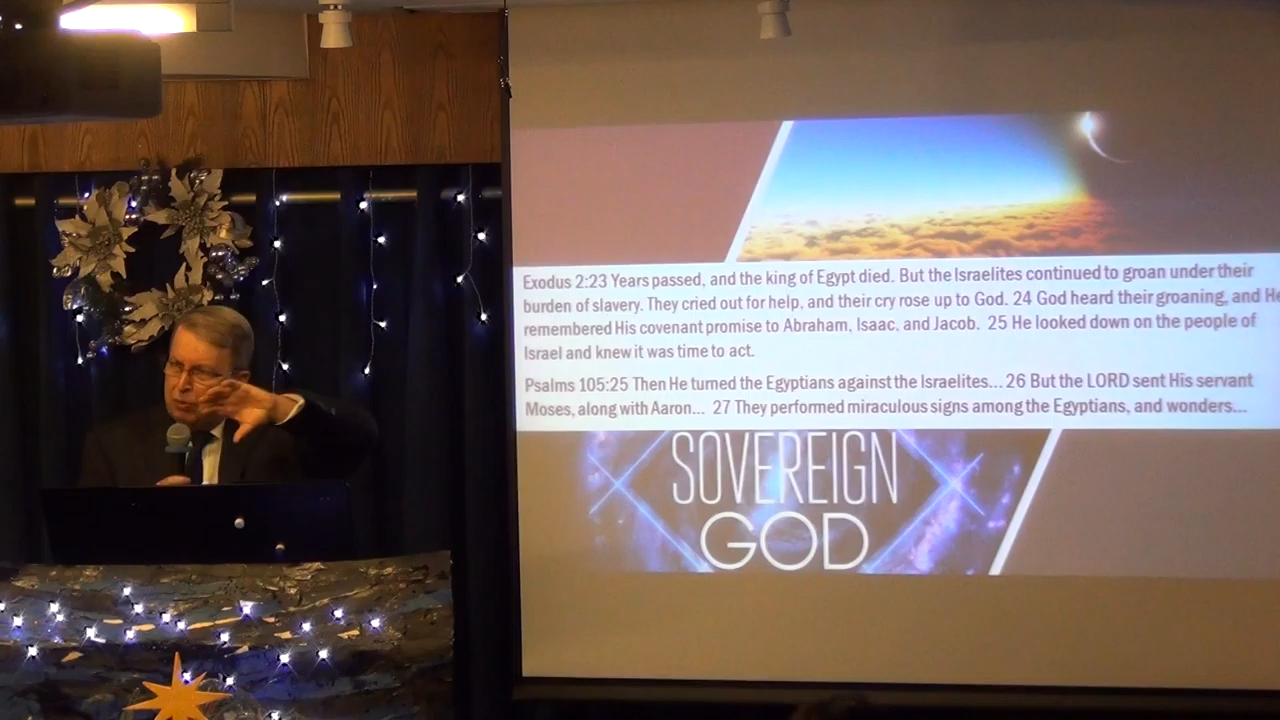 Exodus 2:23 Years passed, and the king of Egypt died. But the Israelites continued to groan under their
burden of slavery. They cried out for help, and their cry rose up to God. 24 God heard their groaning, and He
remembered His covenant promise to Abraham, Isaac, and Jacob. 25 He looked down on the people of
Israel and knew it was time to act.
Psalms 105:25 Then He turned the Egyptians against the Israelites... 26 But the LORD sent His servant
Moses, along with Aaron... 27 They performed miraculous signs among the Egyptians, and wonders...
SOVEREIGN
GOD